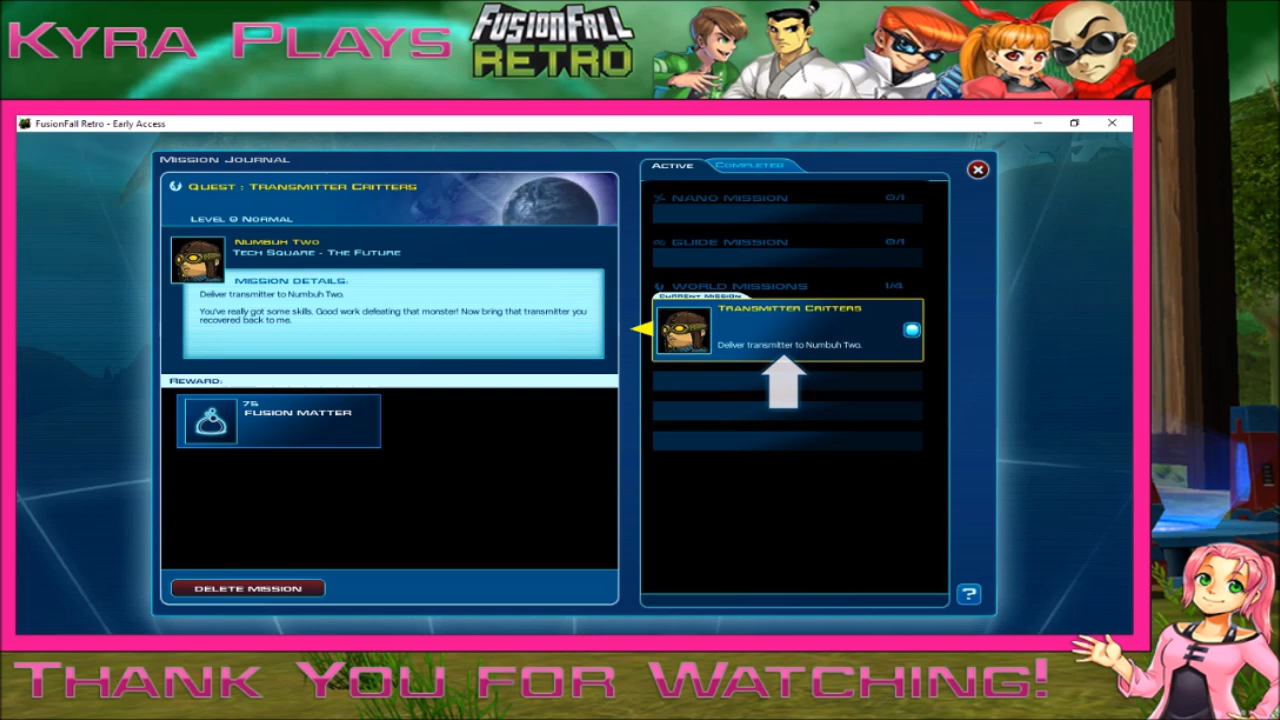 Kyra Plays
FusionFall
Retro
FusionFall Retro - Early Access
Mission Journal
Quest : Transmitter Critters
Level 0 Normal
Numbuh Two
Tech Square - The Future
Mission Details:
Deliver transmitter to Numbuh Two.
You've really got some skills. Good work defeating that monster! Now bring that transmitter you
recovered back to me.
Reward:
75
Fusion Matter
Delete Mission
Active
Completed
Nano Mission 0/1
Guide Mission 0/1
World Missions 1/4
Current Mission
Transmitter Critters
Deliver transmitter to Numbuh Two.
?
Thank You for Watching!